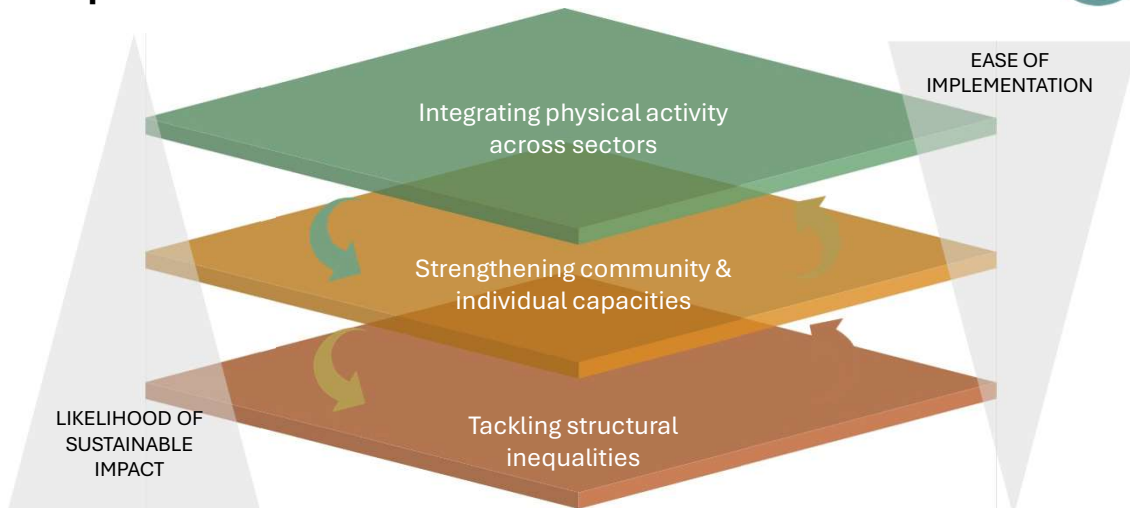 EASE OF
IMPLEMENTATION
Integrating physical activity
across sectors
Strengthening community &
individual capacities
LIKELIHOOD OF
SUSTAINABLE
IMPACT
Tackling structural
inequalities